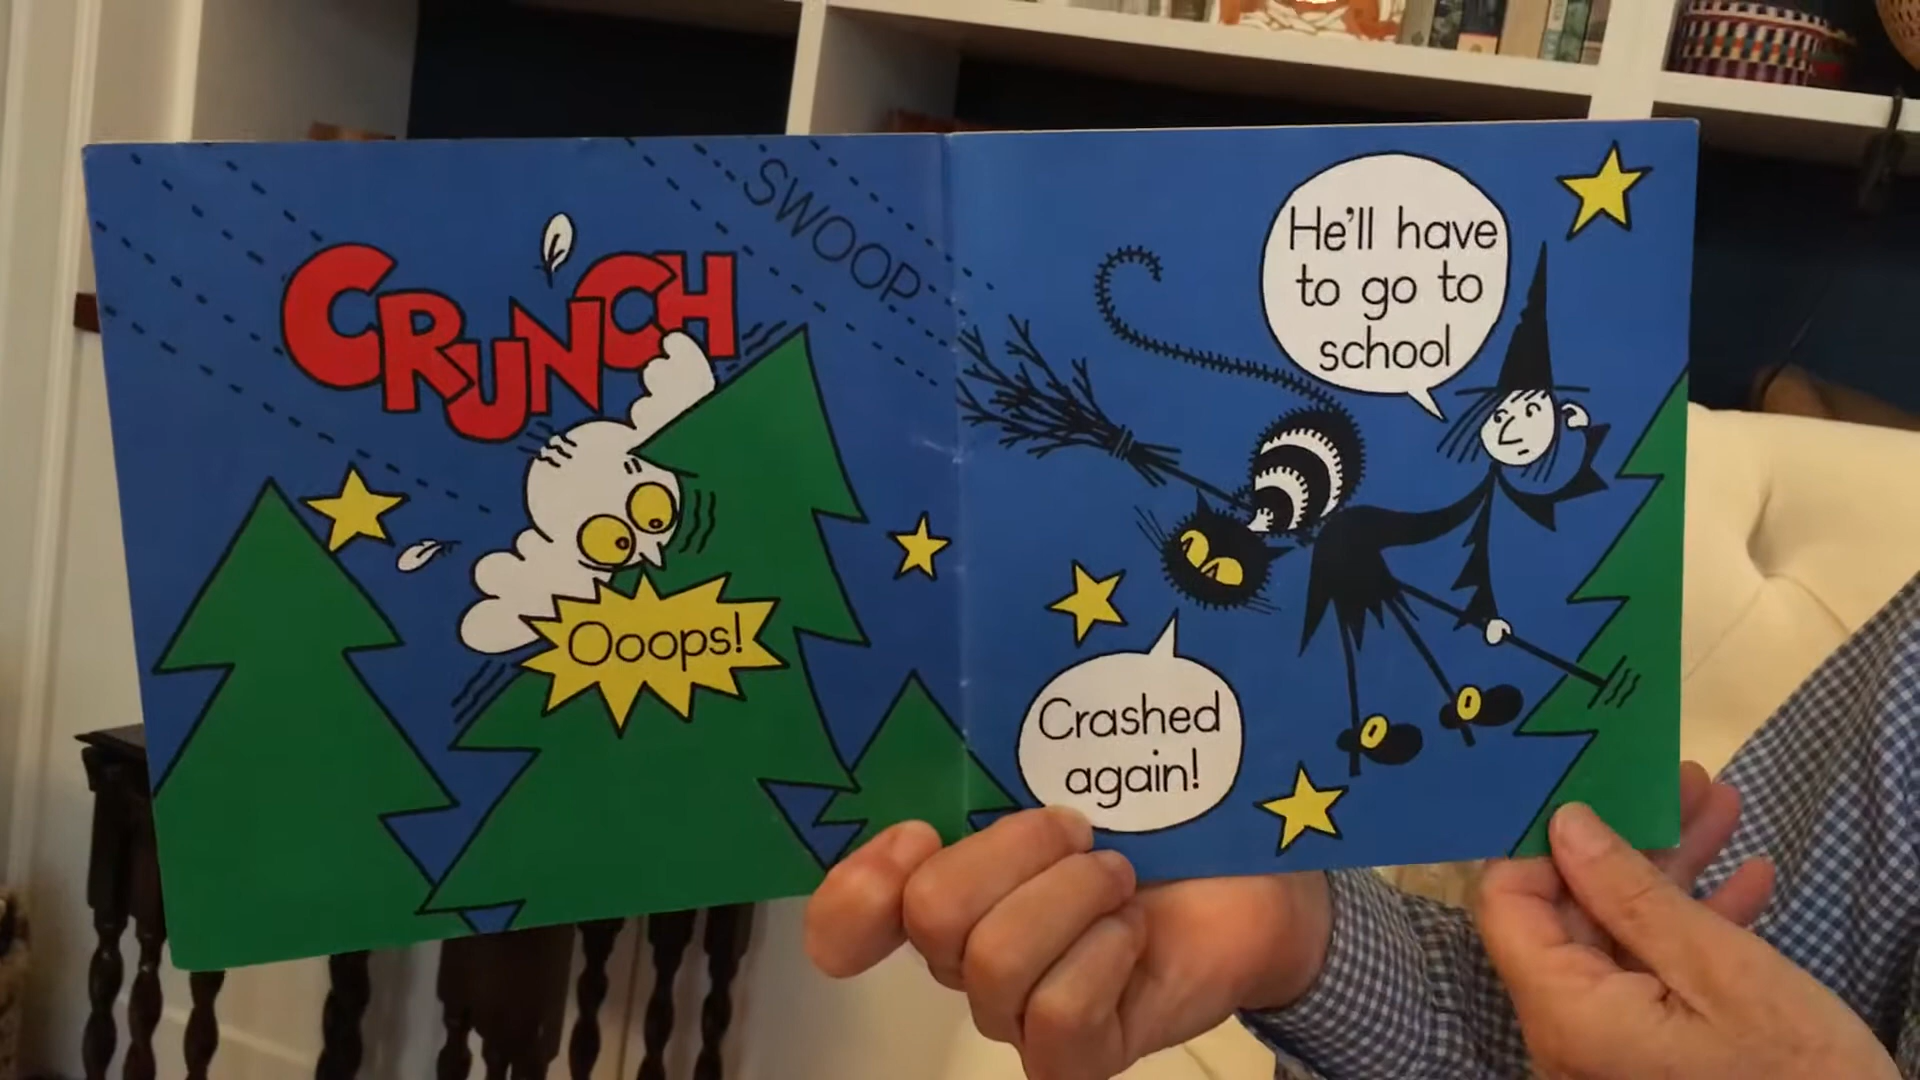 SWOOP
CRUNCH
Ooops!
He'll have
to go to
school
Crashed
again!